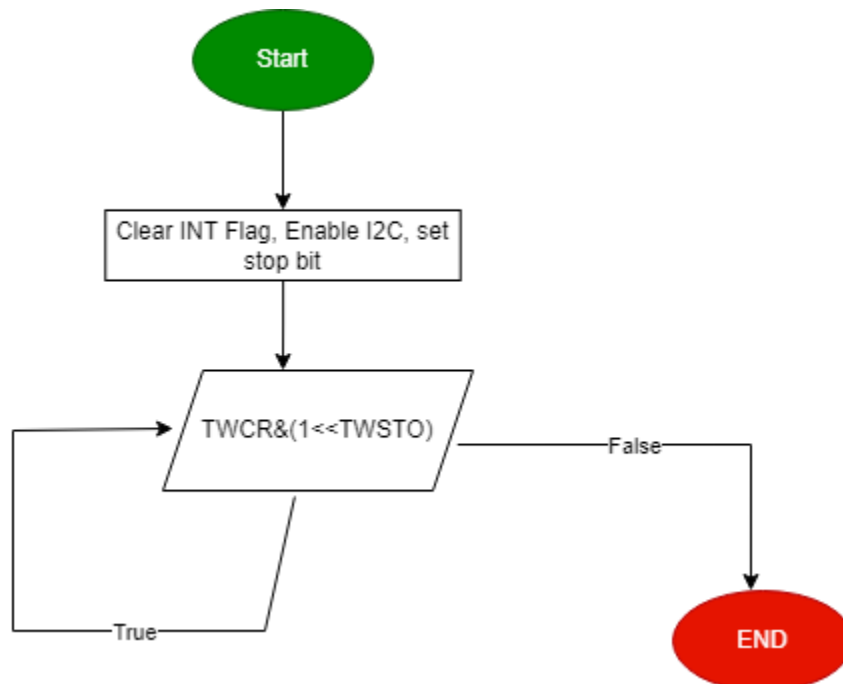 Start
Clear INT Flag, Enable I2C, set
stop bit
TWCR&(1<<TWSTO)
False
True
END